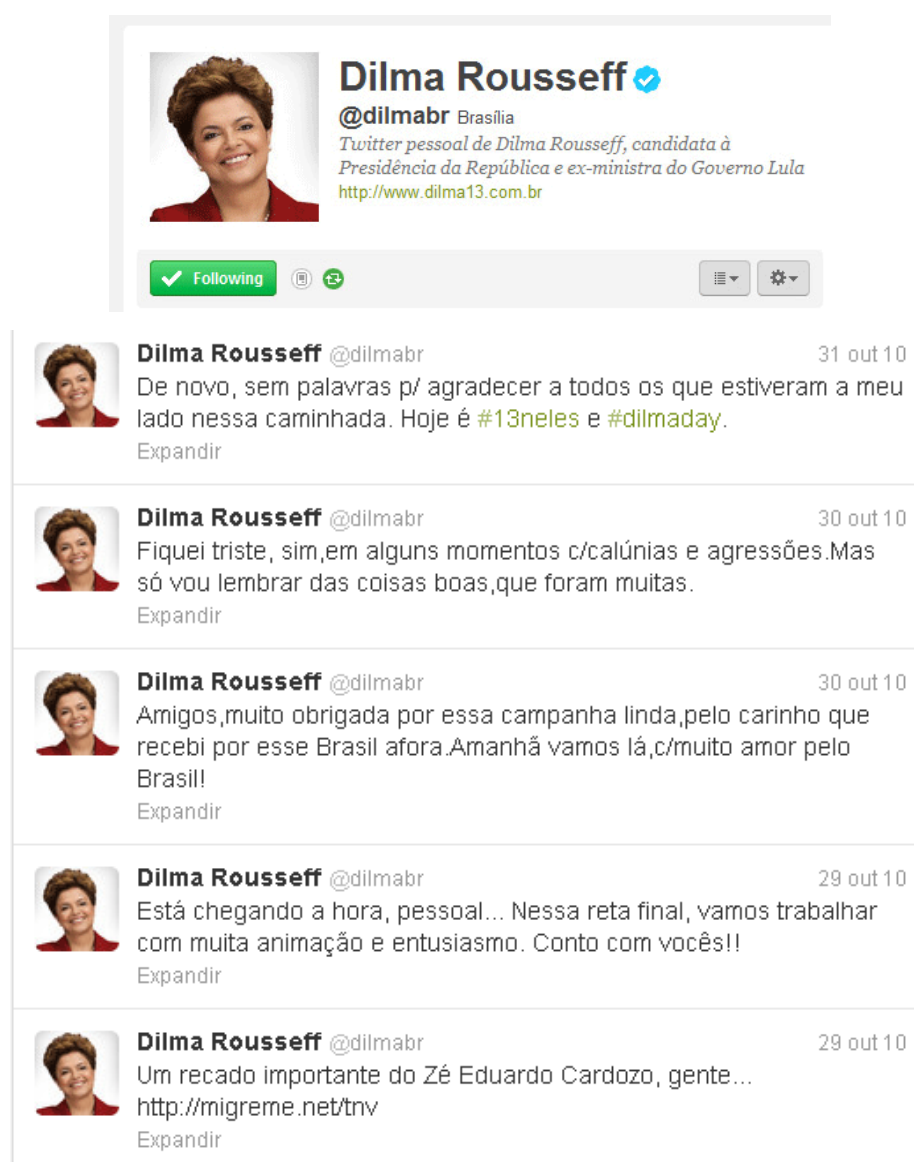 Dilma Rousseff
@dilmabr Brasília
Twitter pessoal de Dilma Rousseff, candidata à
Presidência da República e ex-ministra do Governo Lula
http://www.dilma13.com.br
Following
Dilma Rousseff @dilmabr 31 out 10
De novo, sem palavras p/ agradecer a todos os que estiveram a meu
lado nessa caminhada. Hoje é #13neles e #dilmaday.
Expandir
Dilma Rousseff @dilmabr 30 out 10
Fiquei triste, sim,em alguns momentos c/calúnias e agressões.Mas
só vou lembrar das coisas boas,que foram muitas.
Expandir
Dilma Rousseff @dilmabr 30 out 10
Amigos,muito obrigada por essa campanha linda,pelo carinho que
recebi por esse Brasil afora.Amanhã vamos lá,c/muito amor pelo
Brasil!
Expandir
Dilma Rousseff @dilmabr 29 out 10
Está chegando a hora, pessoal... Nessa reta final, vamos trabalhar
com muita animação e entusiasmo. Conto com vocês!!
Expandir
Dilma Rousseff @dilmabr 29 out 10
Um recado importante do Zé Eduardo Cardozo, gente...
http://migreme.net/tnv
Expandir